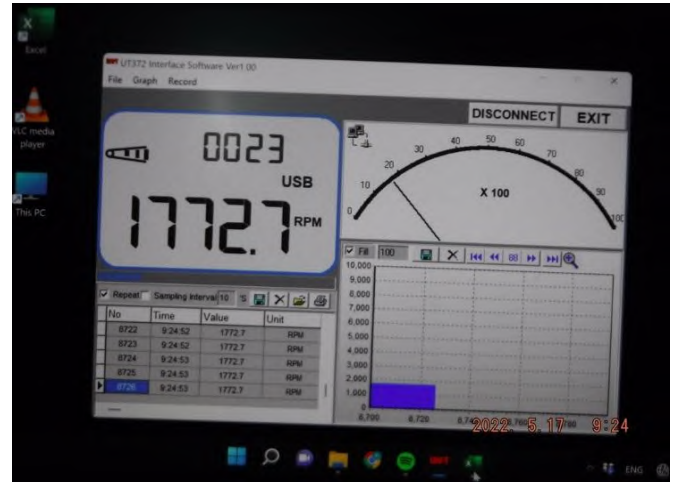 Excel
VLC media
player
This PC
UT372 Interface Software Ver1.00
File Graph Record
DISCONNECT EXIT
0023
USB
1772.7 RPM
0 10 20 30 40 50 60 70 80 90 100
X 100
Fill 100
10,000
9,000
8,000
7,000
6,000
5,000
4,000
3,000
2,000
1,000
0
8,700 8,720
Repeat Sampling interval 10 'S
No Time Value Unit
8722 9:24:52 1772.7 RPM
8723 9:24:52 1772.7 RPM
8724 9:24:53 1772.7 RPM
8725 9:24:53 1772.7 RPM
8726 9:24:53 1772.7 RPM
2022. 5.17 9:24
ENG